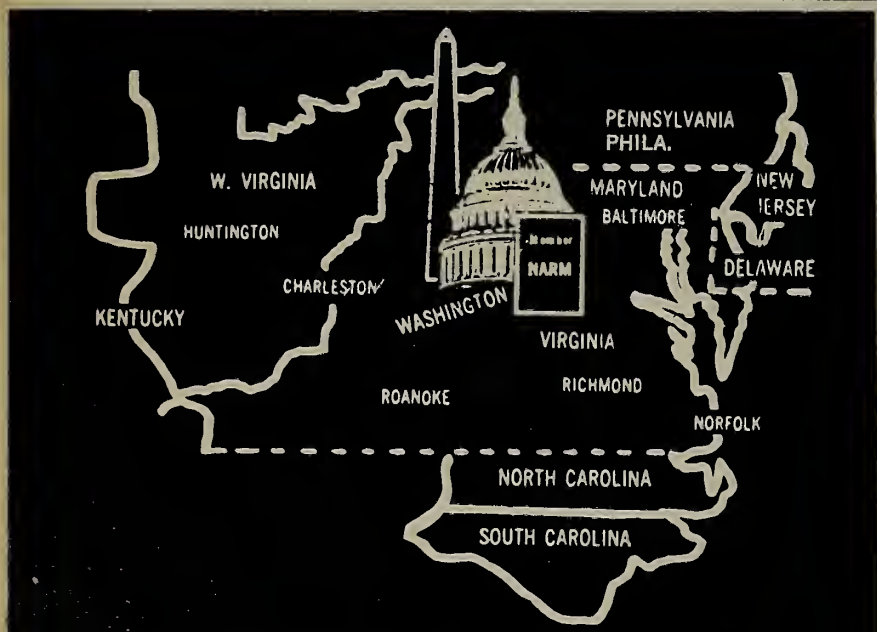 PENNSYLVANIA
PHILA.
W. VIRGINIA
MARYLAND
NEW
JERSEY
BALTIMORE
HUNTINGTON
Member
NARM
DELAWARE
CHARLESTON
WASHINGTON
KENTUCKY
VIRGINIA
RICHMOND
ROANOKE
NORFOLK
NORTH CAROLINA
SOUTH CAROLINA